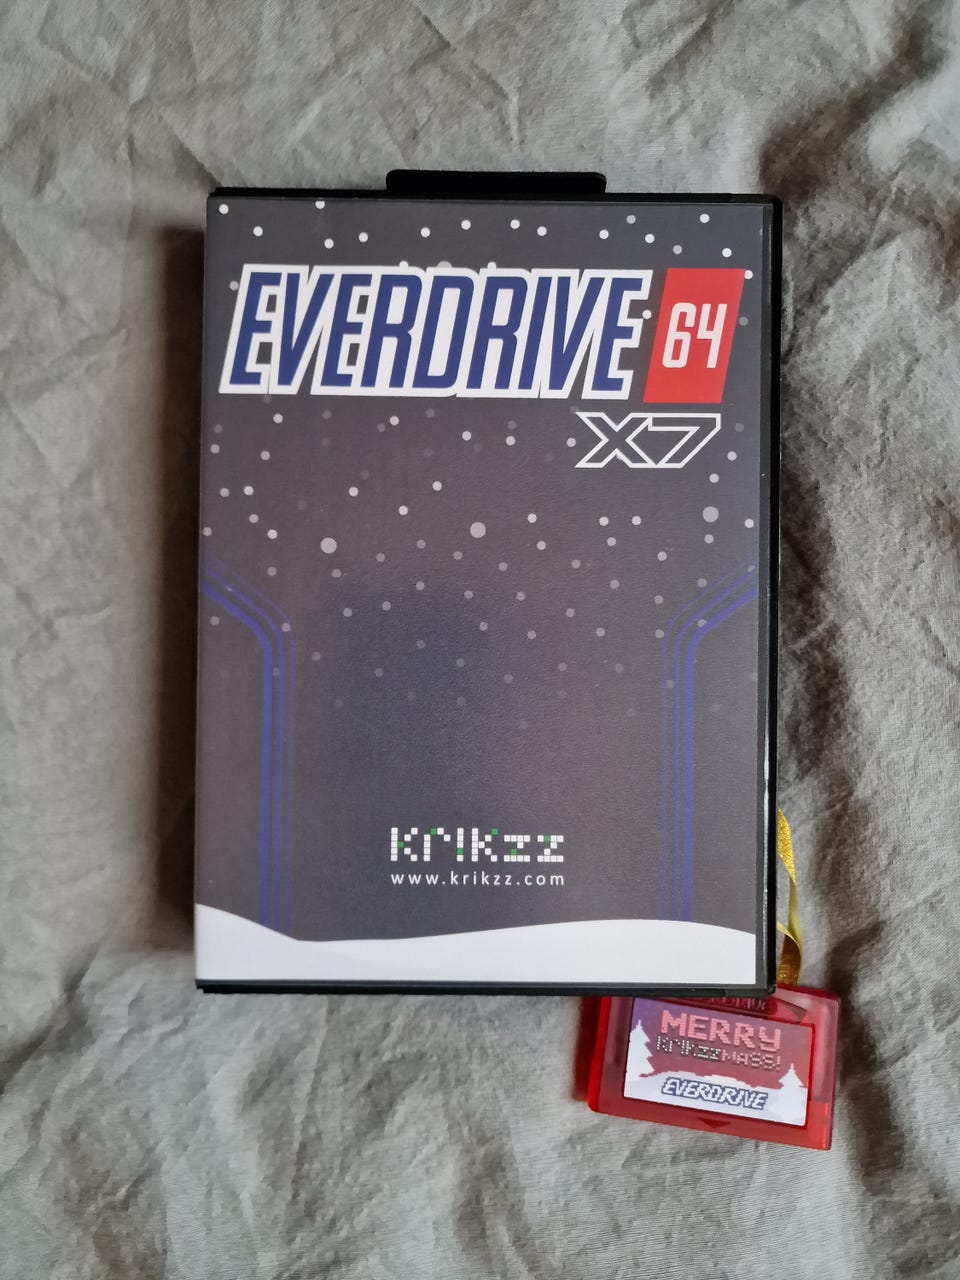 EVERDRIVE 64
X7
krikzz
www.krikzz.com
MERRY
KRIKZZMASS!
EVERDRIVE